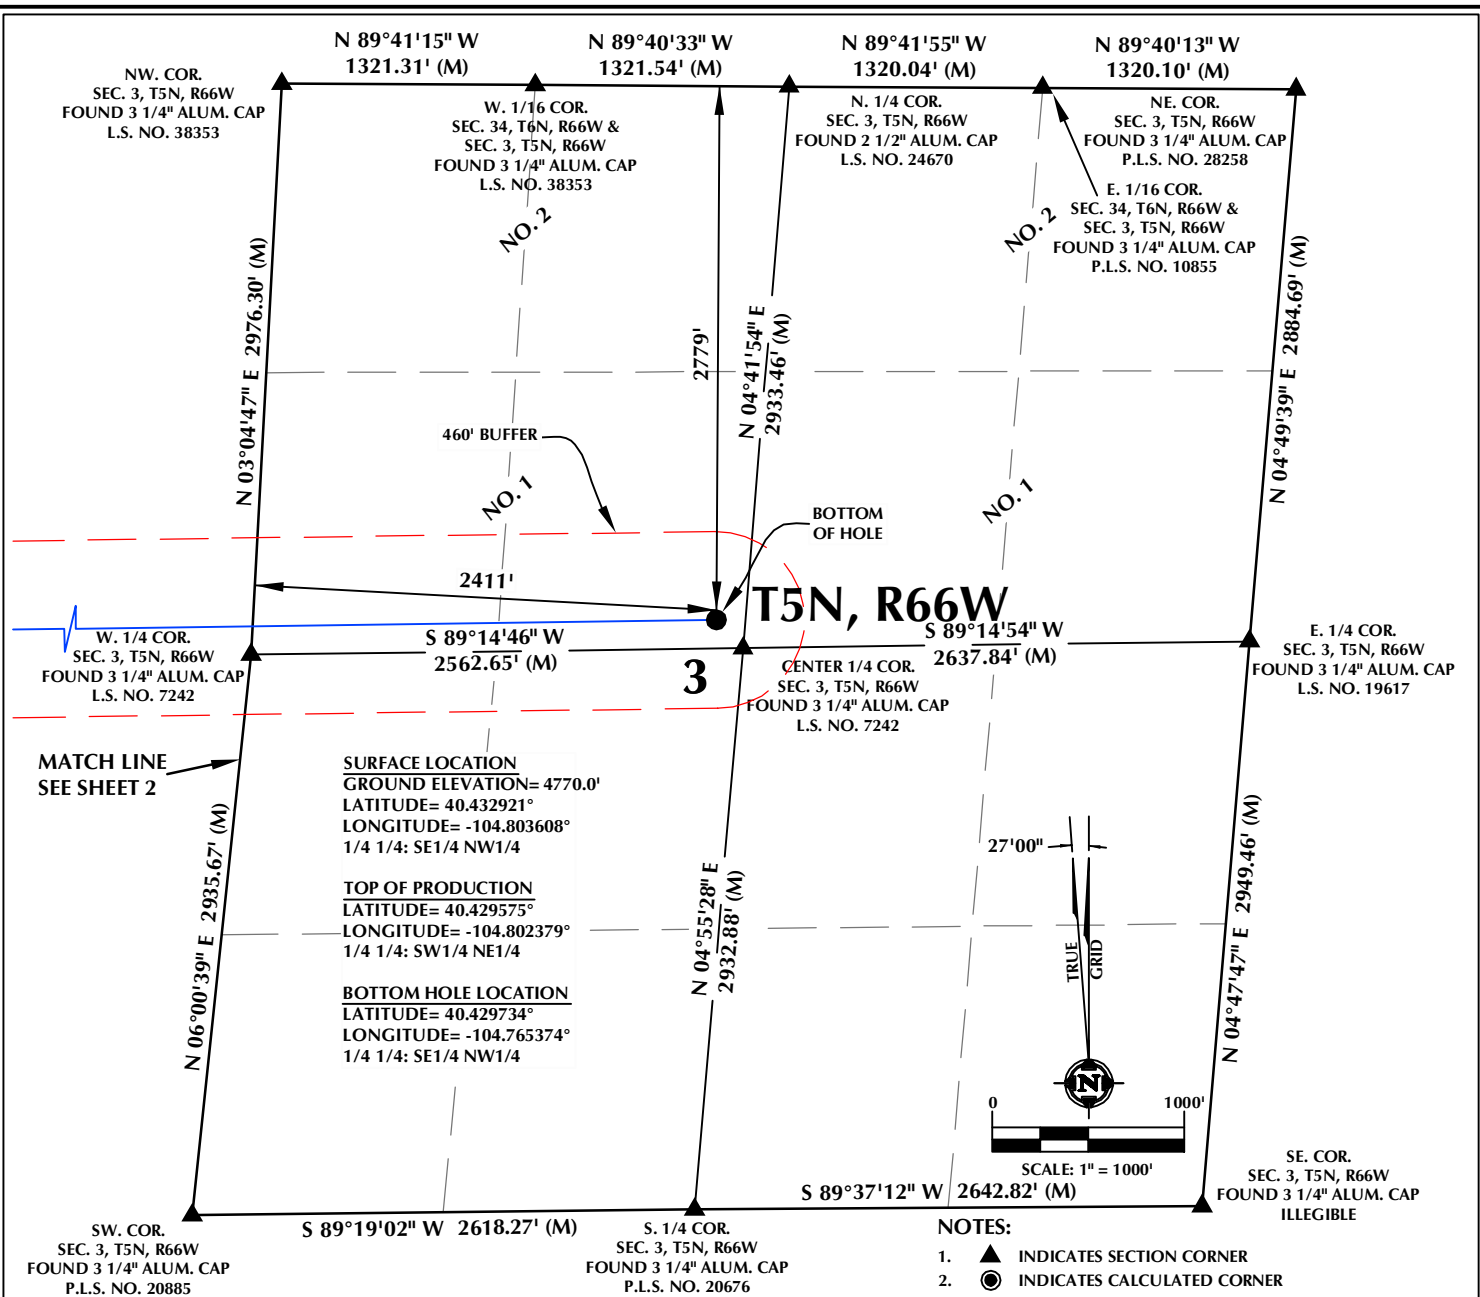 N 89°41'15" W
1321.31' (M)
N 89°40'33" W
1321.54' (M)
N 89°41'55" W
1320.04' (M)
N 89°40'13" W
1320.10' (M)
NW. COR.
SEC. 3, T5N, R66W
FOUND 3 1/4" ALUM. CAP
L.S. NO. 38353
W. 1/16 COR.
SEC. 34, T6N, R66W &
SEC. 3, T5N, R66W
FOUND 3 1/4" ALUM. CAP
L.S. NO. 38353
N. 1/4 COR.
SEC. 3, T5N, R66W
FOUND 2 1/2" ALUM. CAP
L.S. NO. 24670
NE. COR.
SEC. 3, T5N, R66W
FOUND 3 1/4" ALUM. CAP
P.L.S. NO. 28258
E. 1/16 COR.
SEC. 34, T6N, R66W &
SEC. 3, T5N, R66W
FOUND 3 1/4" ALUM. CAP
P.L.S. NO. 10855
NO. 2
NO. 2
N 03°04'47" E 2976.30' (M)
2779'
N 04°41'54" E
2933.46' (M)
N 04°49'39" E 2884.69' (M)
460' BUFFER
NO. 1
NO. 1
BOTTOM
OF HOLE
2411'
T5N, R66W
S 89°14'46" W
2562.65' (M)
S 89°14'54" W
2637.84' (M)
3
W. 1/4 COR.
SEC. 3, T5N, R66W
FOUND 3 1/4" ALUM. CAP
L.S. NO. 7242
CENTER 1/4 COR.
SEC. 3, T5N, R66W
FOUND 3 1/4" ALUM. CAP
L.S. NO. 7242
E. 1/4 COR.
SEC. 3, T5N, R66W
FOUND 3 1/4" ALUM. CAP
L.S. NO. 19617
MATCH LINE
SEE SHEET 2
SURFACE LOCATION
GROUND ELEVATION= 4770.0'
LATITUDE= 40.432921°
LONGITUDE= -104.803608°
1/4 1/4: SE1/4 NW1/4
TOP OF PRODUCTION
LATITUDE= 40.429575°
LONGITUDE= -104.802379°
1/4 1/4: SW1/4 NE1/4
BOTTOM HOLE LOCATION
LATITUDE= 40.429734°
LONGITUDE= -104.765374°
1/4 1/4: SE1/4 NW1/4
N 06°00'39" E 2935.67' (M)
N 04°55'28" E
2932.88' (M)
N 04°47'47" E 2949.46' (M)
27'00"
TRUE
GRID
N
0 1000'
SCALE: 1" = 1000'
S 89°19'02" W 2618.27' (M)
S 89°37'12" W 2642.82' (M)
SW. COR.
SEC. 3, T5N, R66W
FOUND 3 1/4" ALUM. CAP
P.L.S. NO. 20885
S. 1/4 COR.
SEC. 3, T5N, R66W
FOUND 3 1/4" ALUM. CAP
P.L.S. NO. 20676
SE. COR.
SEC. 3, T5N, R66W
FOUND 3 1/4" ALUM. CAP
ILLEGIBLE
NOTES:
1. INDICATES SECTION CORNER
2. INDICATES CALCULATED CORNER